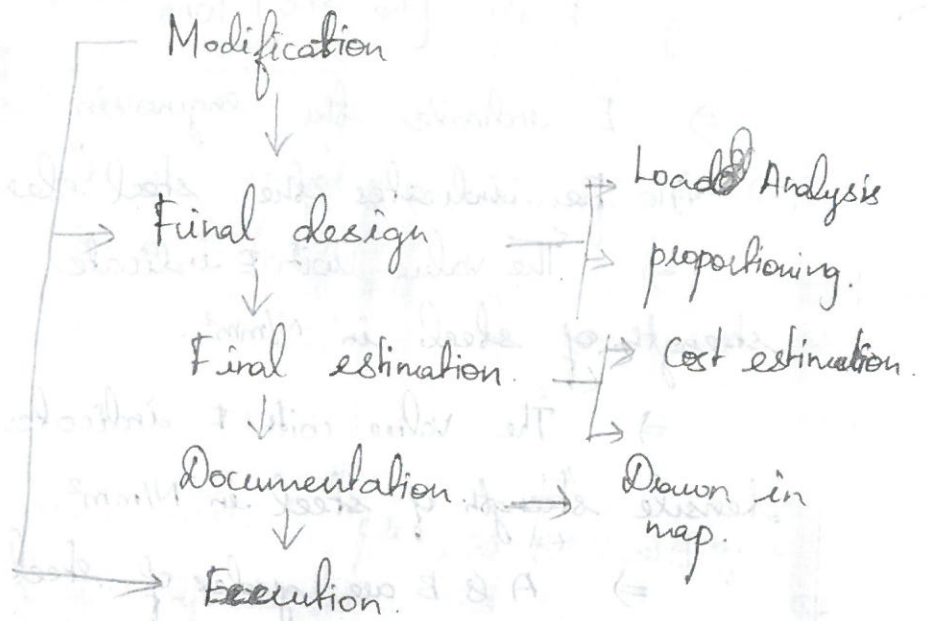 Modification
Load Analysis
Final design
proportioning.
Final estimation.
Cost estimation.
Documentation.
Drawn in
map.
Execution.